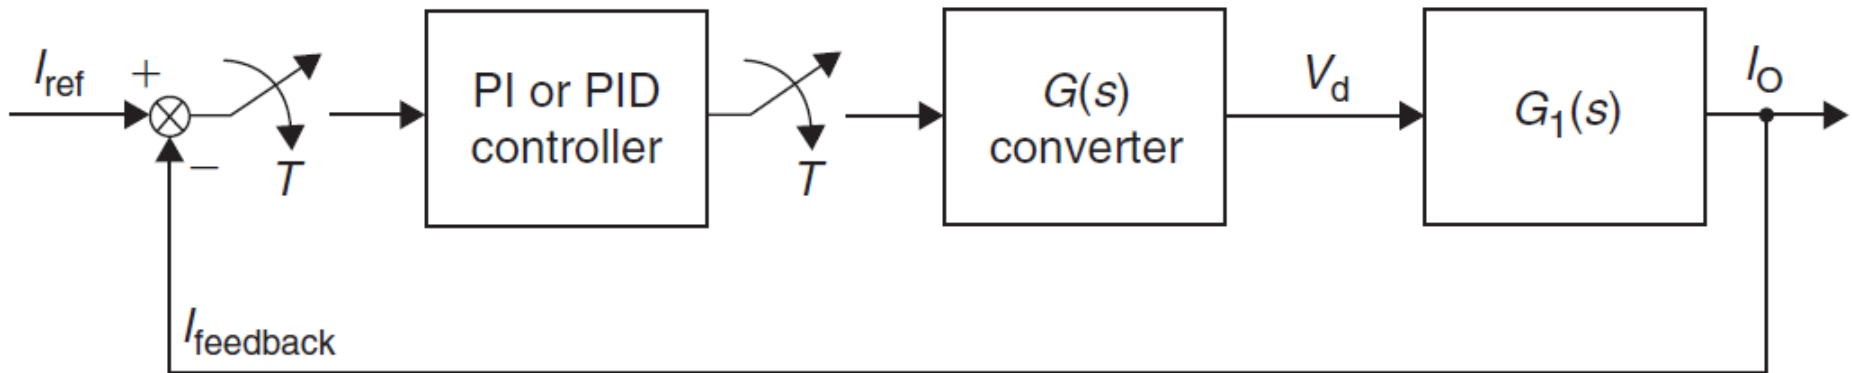 I_ref
+
−
T
PI or PID
controller
T
G(s)
converter
V_d
G_1(s)
I_O
I_feedback